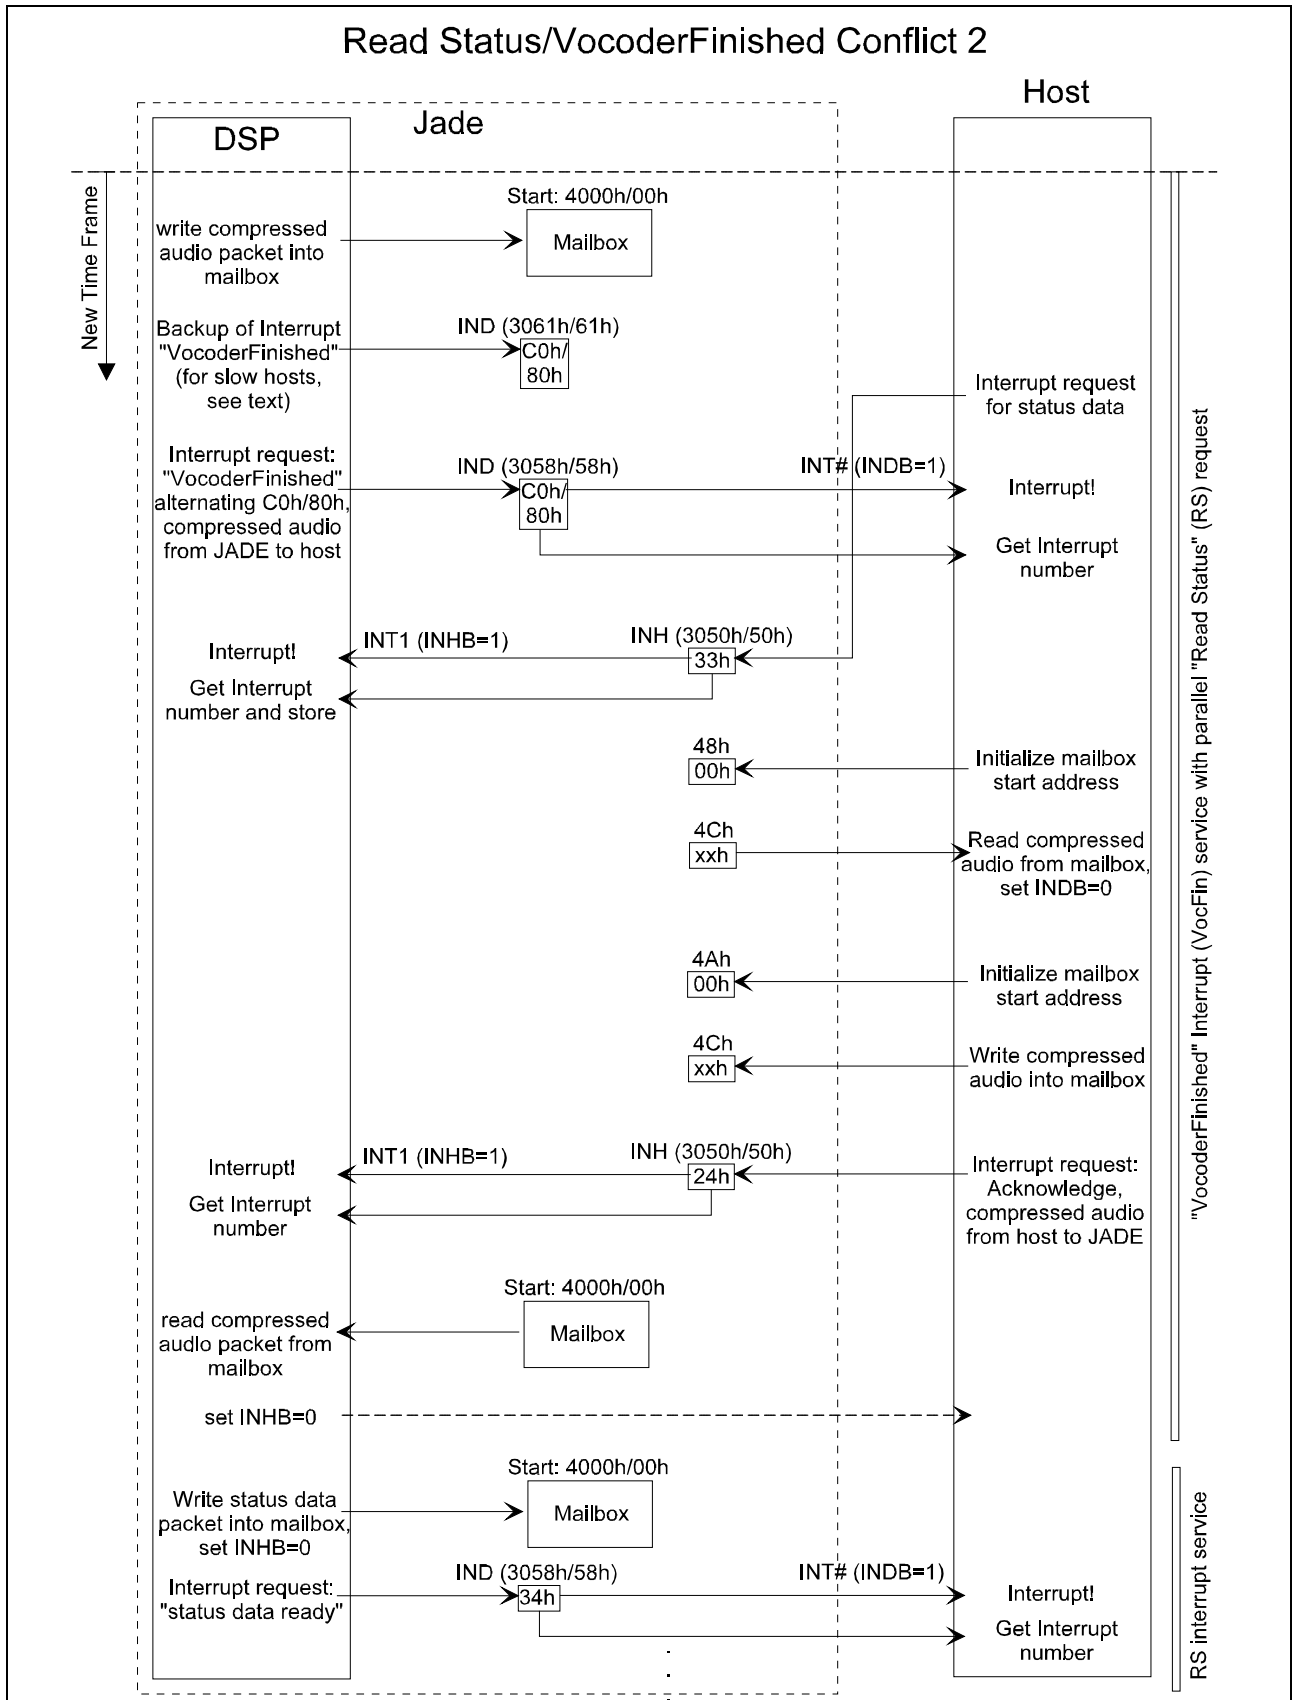 Read Status/VocoderFinished Conflict 2
Host
Jade
DSP
New Time Frame
Start: 4000h/00h
write compressed
audio packet into
mailbox
Mailbox
Backup of Interrupt
"VocoderFinished"
(for slow hosts,
see text)
IND (3061h/61h)
C0h/
80h
Interrupt request
for status data
Interrupt request:
"VocoderFinished"
alternating C0h/80h,
compressed audio
from JADE to host
IND (3058h/58h)
C0h/
80h
INT# (INDB=1)
Interrupt!
Get Interrupt
number
Interrupt!
INT1 (INHB=1)
INH (3050h/50h)
33h
Get Interrupt
number and store
48h
00h
Initialize mailbox
start address
4Ch
xxh
Read compressed
audio from mailbox,
set INDB=0
4Ah
00h
Initialize mailbox
start address
4Ch
xxh
Write compressed
audio into mailbox
Interrupt!
INT1 (INHB=1)
INH (3050h/50h)
24h
Interrupt request:
Acknowledge,
compressed audio
from host to JADE
Get Interrupt
number
Start: 4000h/00h
read compressed
audio packet from
mailbox
Mailbox
set INHB=0
"VocoderFinished" Interrupt (VocFin) service with parallel "Read Status" (RS) request
Start: 4000h/00h
Write status data
packet into mailbox,
set INHB=0
Mailbox
Interrupt request:
"status data ready"
IND (3058h/58h)
34h
INT# (INDB=1)
Interrupt!
Get Interrupt
number
RS interrupt service